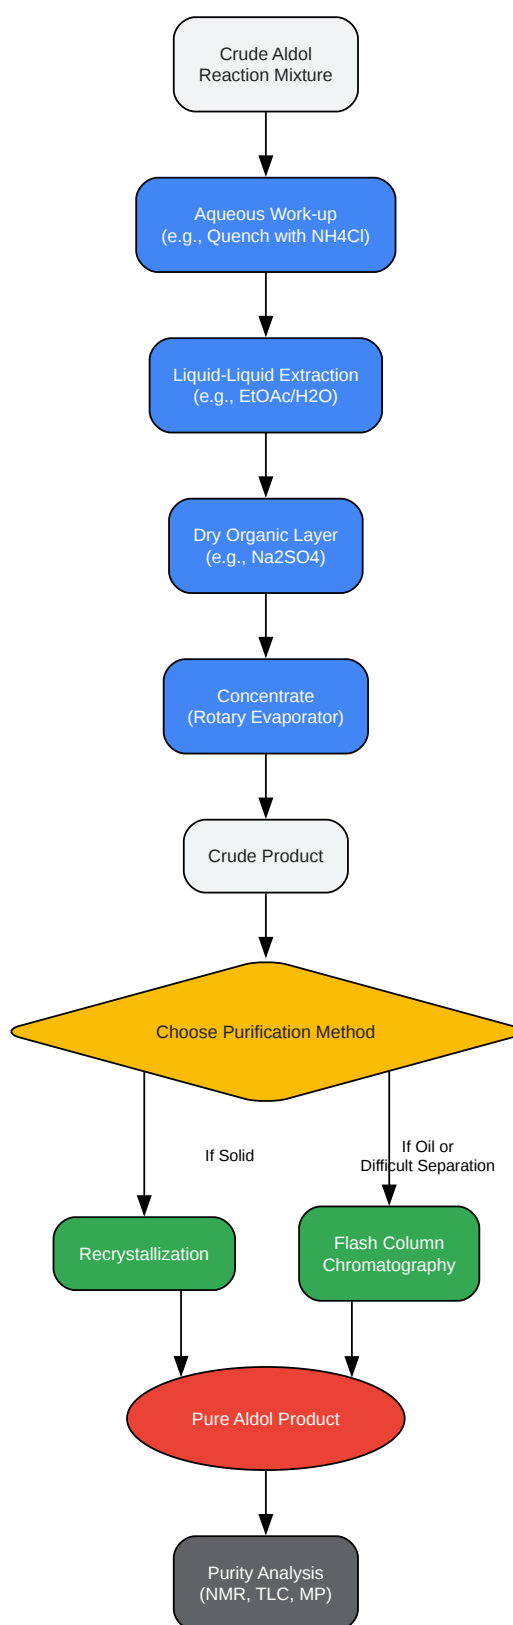 Crude Aldol
Reaction Mixture
Aqueous Work-up
(e.g., Quench with NH4Cl)
Liquid-Liquid Extraction
(e.g., EtOAc/H2O)
Dry Organic Layer
(e.g., Na2SO4)
Concentrate
(Rotary Evaporator)
Crude Product
Choose Purification Method
If Solid
If Oil or
Difficult Separation
Recrystallization
Flash Column
Chromatography
Pure Aldol Product
Purity Analysis
(NMR, TLC, MP)